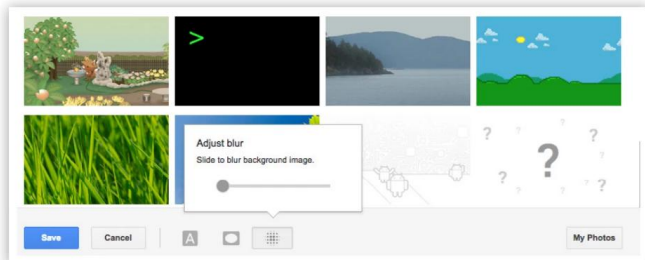 >
? ? ? ? ? ? ? ? ?
Adjust blur
Slide to blur background image.
Save
Cancel
A
My Photos